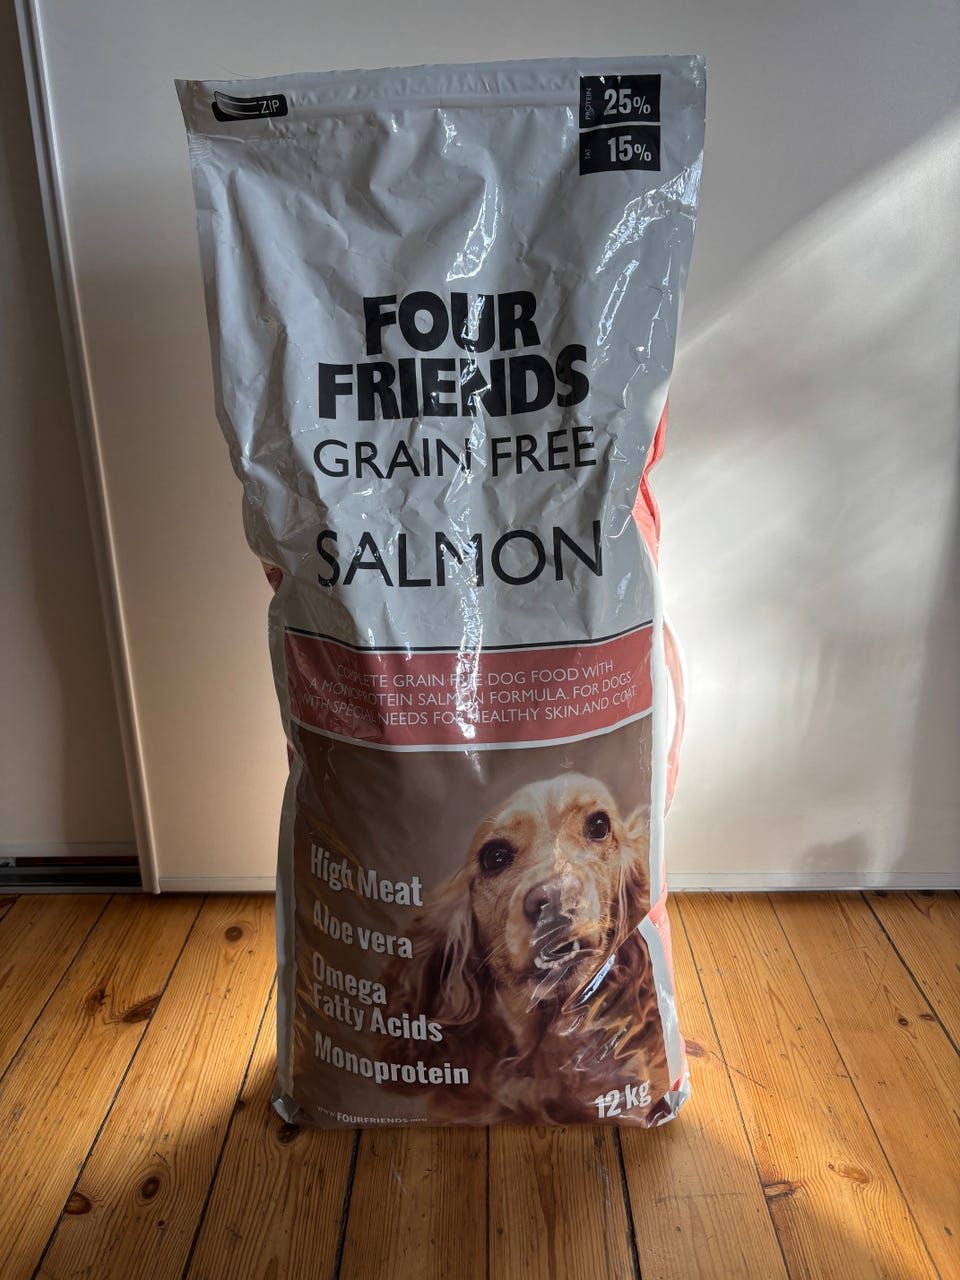 ZIP
PROTEIN 25%
FAT 15%
FOUR
FRIENDS
GRAIN FREE
SALMON
COMPLETE GRAIN FREE DOG FOOD WITH
A MONOPROTEIN SALMON FORMULA. FOR DOGS
WITH SPECIAL NEEDS FOR HEALTHY SKIN AND COAT.
High Meat
Aloe vera
Omega
Fatty Acids
Monoprotein
12 kg
www.FOURFRIENDS.